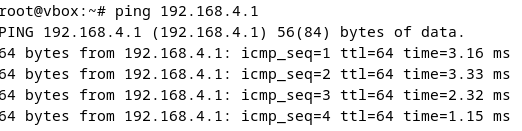 root@vbox:~# ping 192.168.4.1
PING 192.168.4.1 (192.168.4.1) 56(84) bytes of data.
64 bytes from 192.168.4.1: icmp_seq=1 ttl=64 time=3.16 ms
64 bytes from 192.168.4.1: icmp_seq=2 ttl=64 time=3.33 ms
64 bytes from 192.168.4.1: icmp_seq=3 ttl=64 time=2.32 ms
64 bytes from 192.168.4.1: icmp_seq=4 ttl=64 time=1.15 ms